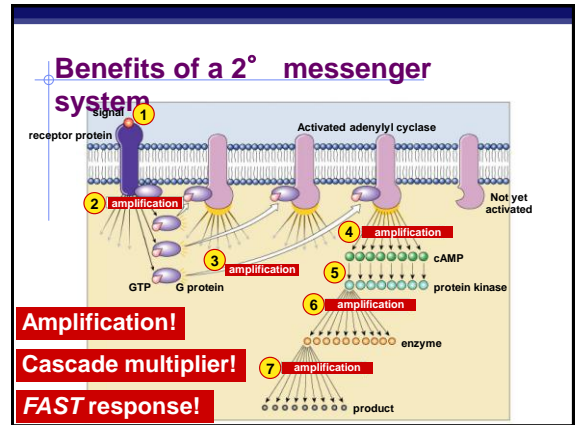 Benefits of a 2° messenger
system
signal 1
receptor protein
Activated adenylyl cyclase
Not yet
activated
2 amplification
3 amplification
GTP G protein
4 amplification
cAMP
5
protein kinase
6 amplification
enzyme
7 amplification
product
Amplification!
Cascade multiplier!
FAST response!